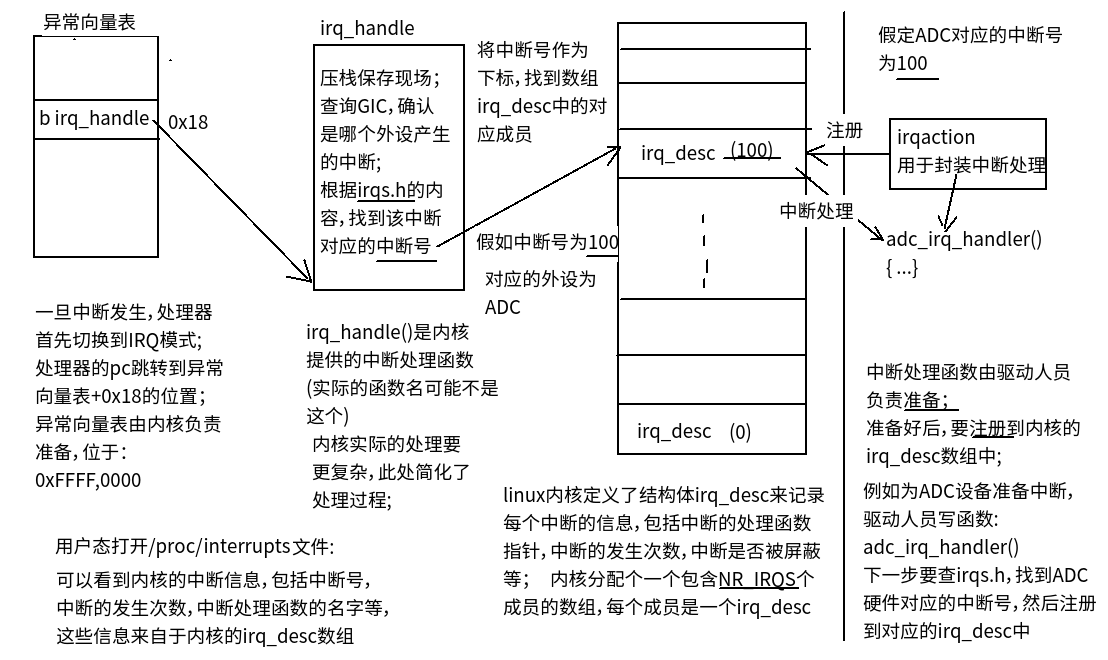 异常向量表
b irq_handle
0x18
一旦中断发生，处理器
首先切换到IRQ模式；
处理器的pc跳转到异常
向量表+0x18的位置；
异常向量表由内核负责
准备，位于：
0xFFFF,0000
用户态打开/proc/interrupts文件:
可以看到内核的中断信息，包括中断号，
中断的发生次数，中断处理函数的名字等，
这些信息来自于内核的irq_desc数组
irq_handle
压栈保存现场；
查询GIC，确认
是哪个外设产生
的中断;
根据irqs.h的内
容，找到该中断
对应的中断号
irq_handle()是内核
提供的中断处理函数
(实际的函数名可能不是
这个)
内核实际的处理要
更复杂，此处简化了
处理过程;
将中断号作为
下标，找到数组
irq_desc中的对
应成员
假如中断号为100
对应的外设为
ADC
irq_desc (100)
irq_desc (0)
linux内核定义了结构体irq_desc来记录
每个中断的信息，包括中断的处理函数
指针，中断的发生次数，中断是否被屏蔽
等； 内核分配个一个包含NR_IRQS个
成员的数组，每个成员是一个irq_desc
假定ADC对应的中断号
为100
注册
irqaction
用于封装中断处理
中断处理
adc_irq_handler()
{ ...}
中断处理函数由驱动人员
负责准备；
准备好后，要注册到内核的
irq_desc数组中;
例如为ADC设备准备中断，
驱动人员写函数:
adc_irq_handler()
下一步要查irqs.h，找到ADC
硬件对应的中断号，然后注册
到对应的irq_desc中